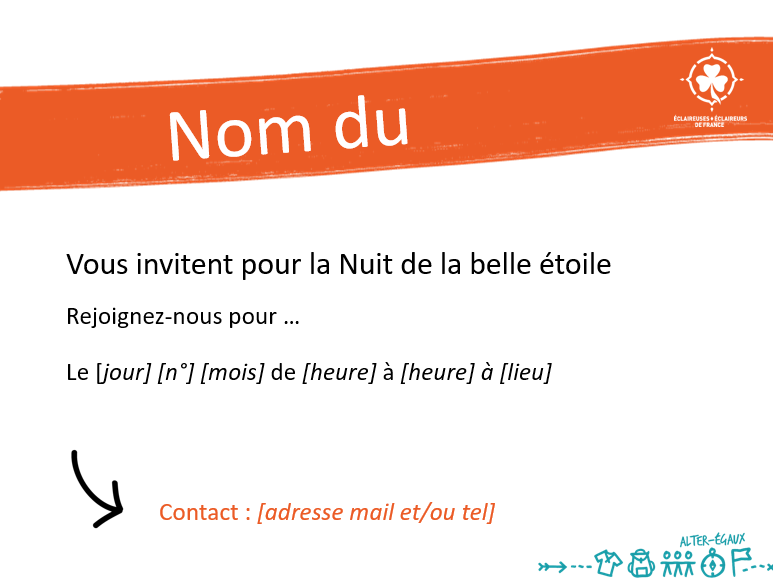 Nom du
ÉCLAIREUSES • ÉCLAIREURS
DE FRANCE
Vous invitent pour la Nuit de la belle étoile
Rejoignez-nous pour …
Le [jour] [n°] [mois] de [heure] à [heure] à [lieu]
Contact : [adresse mail et/ou tel]
ALTER-ÉGAUX